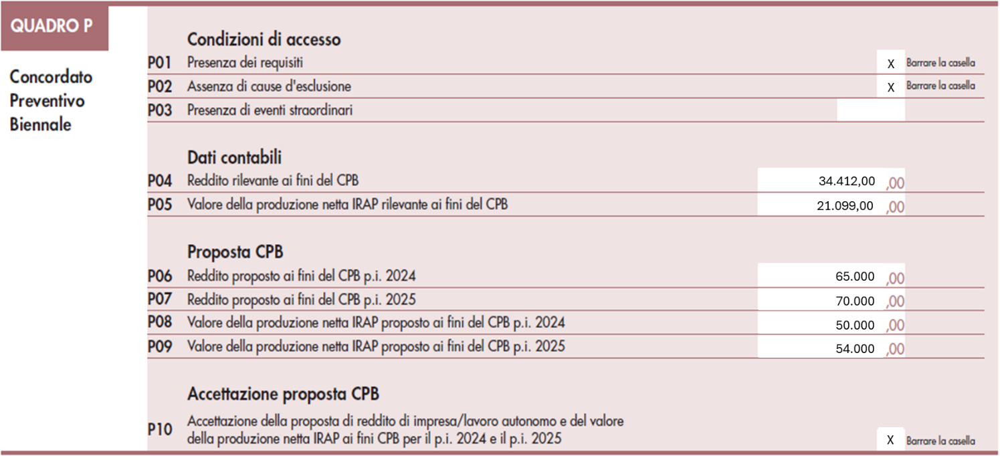 QUADRO P
Concordato
Preventivo
Biennale
Condizioni di accesso
P01 Presenza dei requisiti X Barrare la casella
P02 Assenza di cause d'esclusione X Barrare la casella
P03 Presenza di eventi straordinari
Dati contabili
P04 Reddito rilevante ai fini del CPB 34.412,00 ,00
P05 Valore della produzione netta IRAP rilevante ai fini del CPB 21.099,00 ,00
Proposta CPB
P06 Reddito proposto ai fini del CPB p.i. 2024 65.000 ,00
P07 Reddito proposto ai fini del CPB p.i. 2025 70.000 ,00
P08 Valore della produzione netta IRAP proposto ai fini del CPB p.i. 2024 50.000 ,00
P09 Valore della produzione netta IRAP proposto ai fini del CPB p.i. 2025 54.000 ,00
Accettazione proposta CPB
P10 Accettazione della proposta di reddito di impresa/lavoro autonomo e del valore
della produzione netta IRAP ai fini CPB per il p.i. 2024 e il p.i. 2025 X Barrare la casella